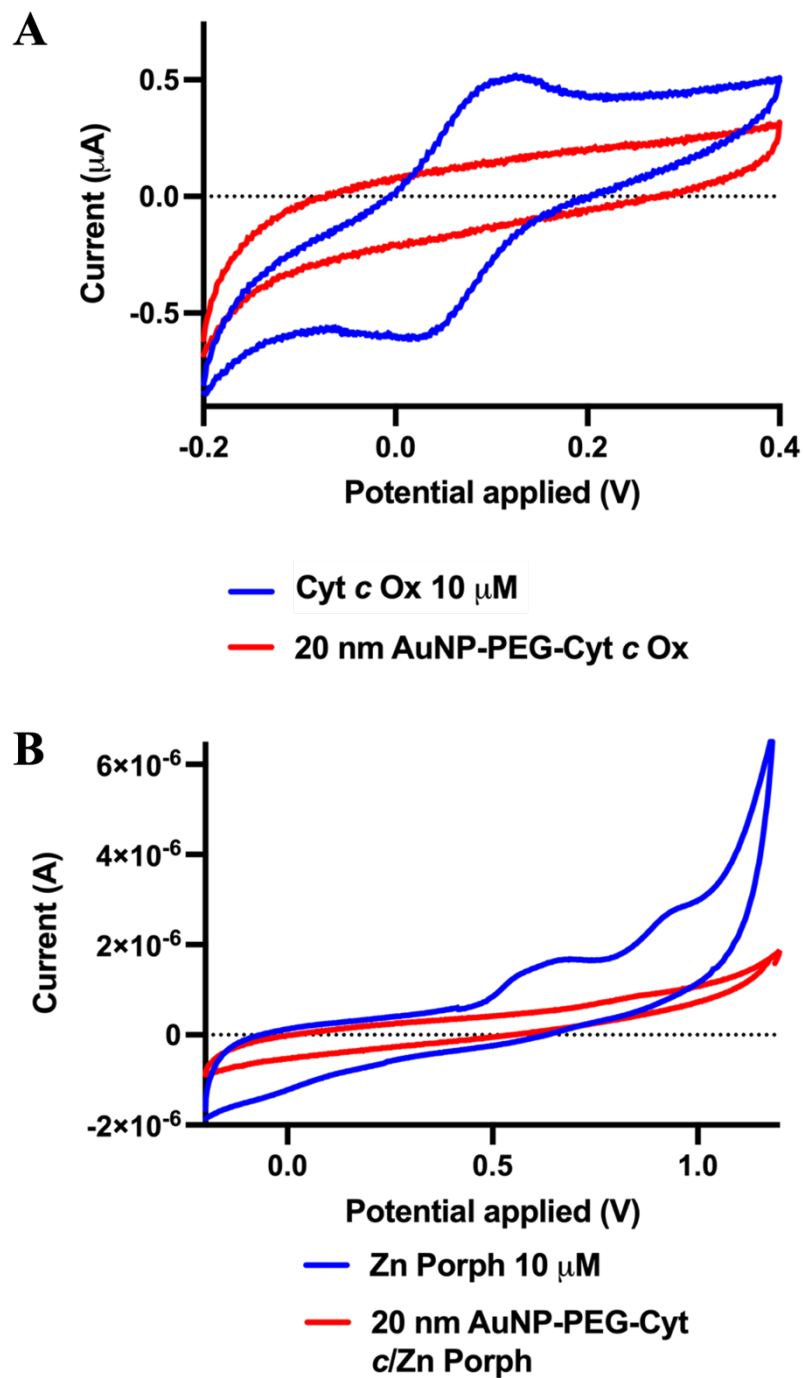 A
Current (μA)
0.5
0.0
-0.5
-0.2 0.0 0.2 0.4
Potential applied (V)
Cyt c Ox 10 μM
20 nm AuNP-PEG-Cyt c Ox
B
Current (A)
6×10⁻⁶
4×10⁻⁶
2×10⁻⁶
0
-2×10⁻⁶
0.0 0.5 1.0
Potential applied (V)
Zn Porph 10 μM
20 nm AuNP-PEG-Cyt
c/Zn Porph